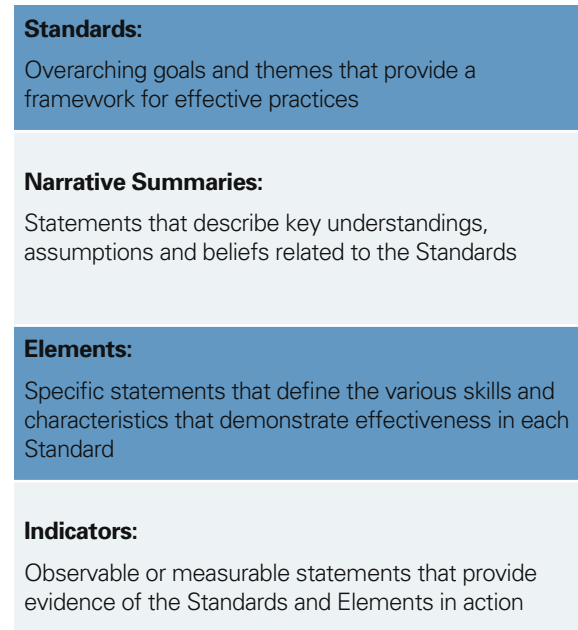 Standards:
Overarching goals and themes that provide a
framework for effective practices
Narrative Summaries:
Statements that describe key understandings,
assumptions and beliefs related to the Standards
Elements:
Specific statements that define the various skills and
characteristics that demonstrate effectiveness in each
Standard
Indicators:
Observable or measurable statements that provide
evidence of the Standards and Elements in action